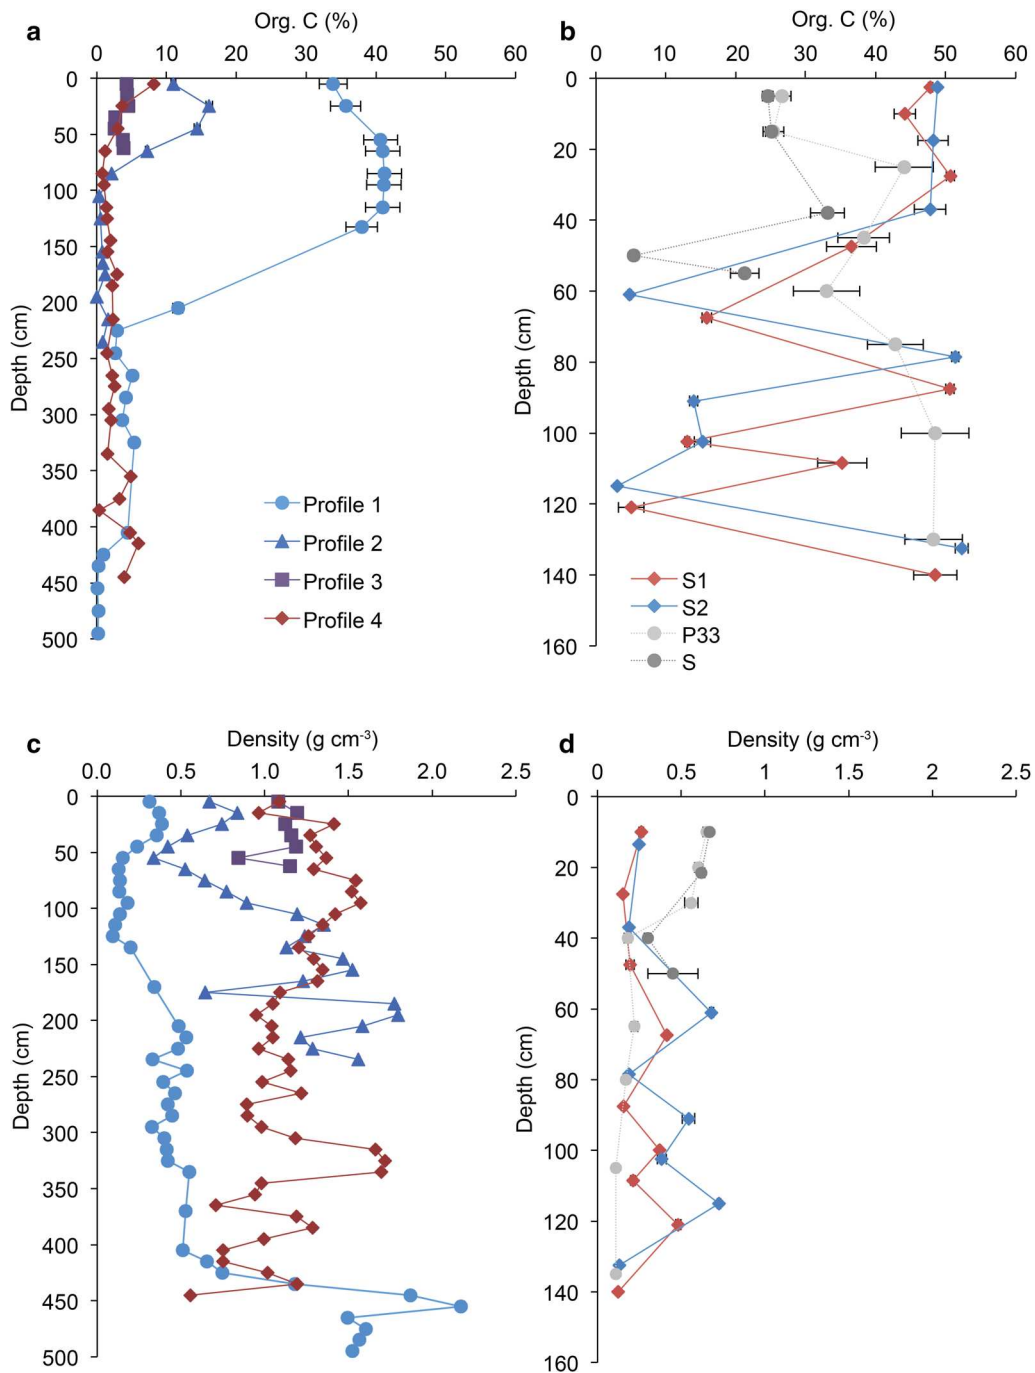 a
Org. C (%)
0 10 20 30 40 50 60
0
50
100
150
200
250
300
350
400
450
500
Depth (cm)
Profile 1
Profile 2
Profile 3
Profile 4
b
Org. C (%)
0 10 20 30 40 50 60
0
20
40
60
80
100
120
140
160
Depth (cm)
S1
S2
P33
S
c
Density (g cm-3)
0.0 0.5 1.0 1.5 2.0 2.5
0
50
100
150
200
250
300
350
400
450
500
Depth (cm)
d
Density (g cm-3)
0 0.5 1 1.5 2 2.5
0
20
40
60
80
100
120
140
160
Depth (cm)